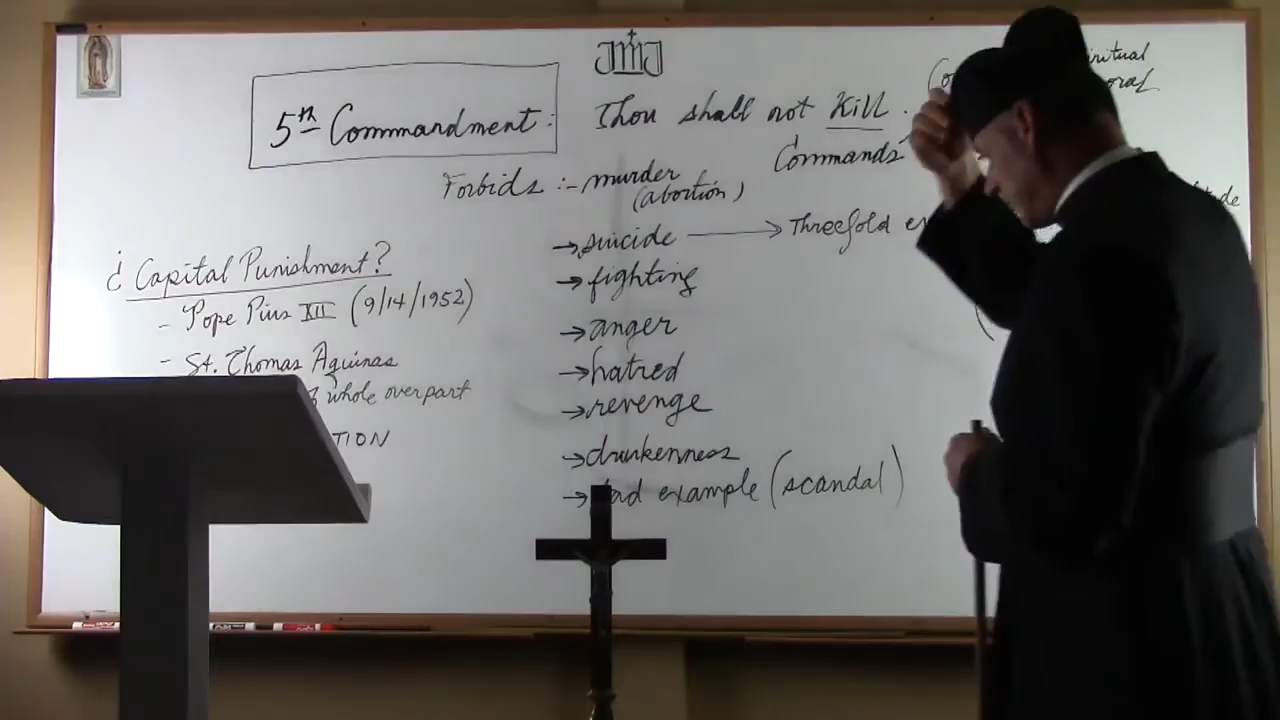 JMJ
5th Commandment:
Thou shall not Kill.
Commands
Forbids :- murder
(abortion)
→ suicide → Threefold
→ fighting
→ anger
→ hatred
→ revenge
→ drunkenness
→ bad example (scandal)
¿Capital Punishment?
- Pope Pius XII (9/14/1952)
- St. Thomas Aquinas
whole over part